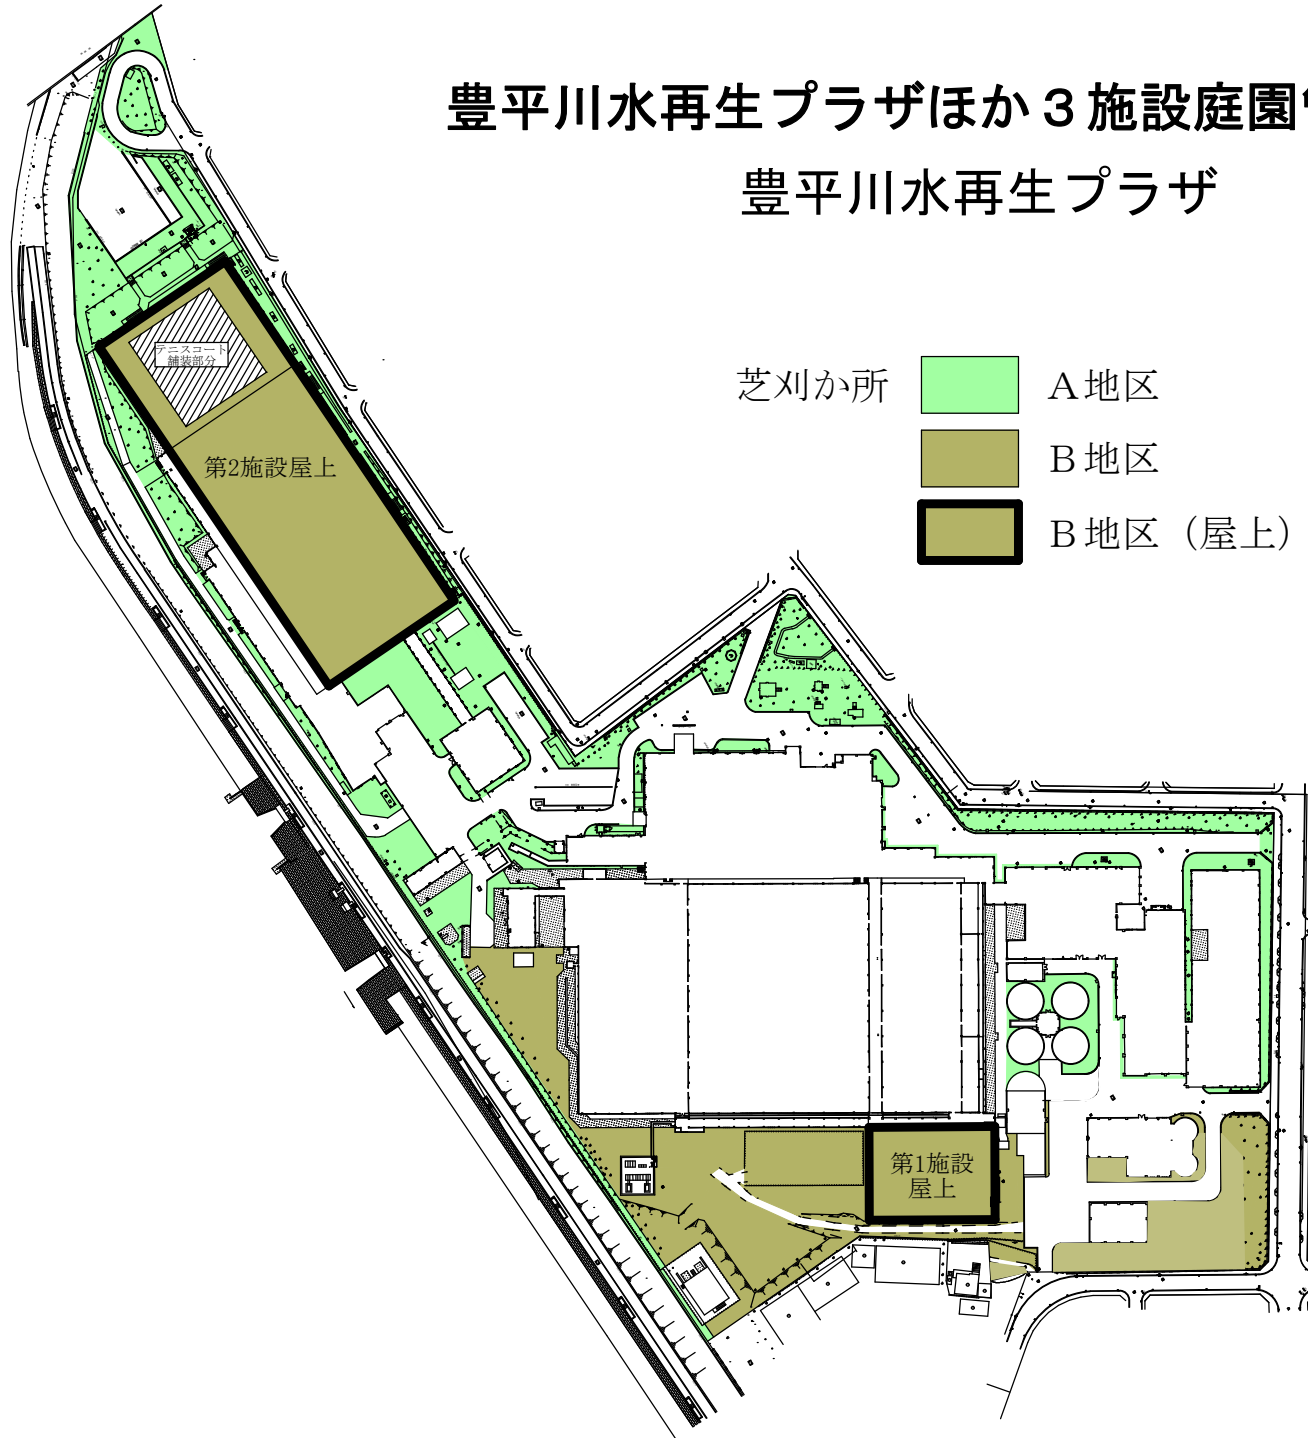 豊平川水再生プラザほか３施設庭園
豊平川水再生プラザ
芝刈か所
Ａ地区
Ｂ地区
Ｂ地区（屋上）
テニスコート
舗装部分
第2施設屋上
第1施設
屋上